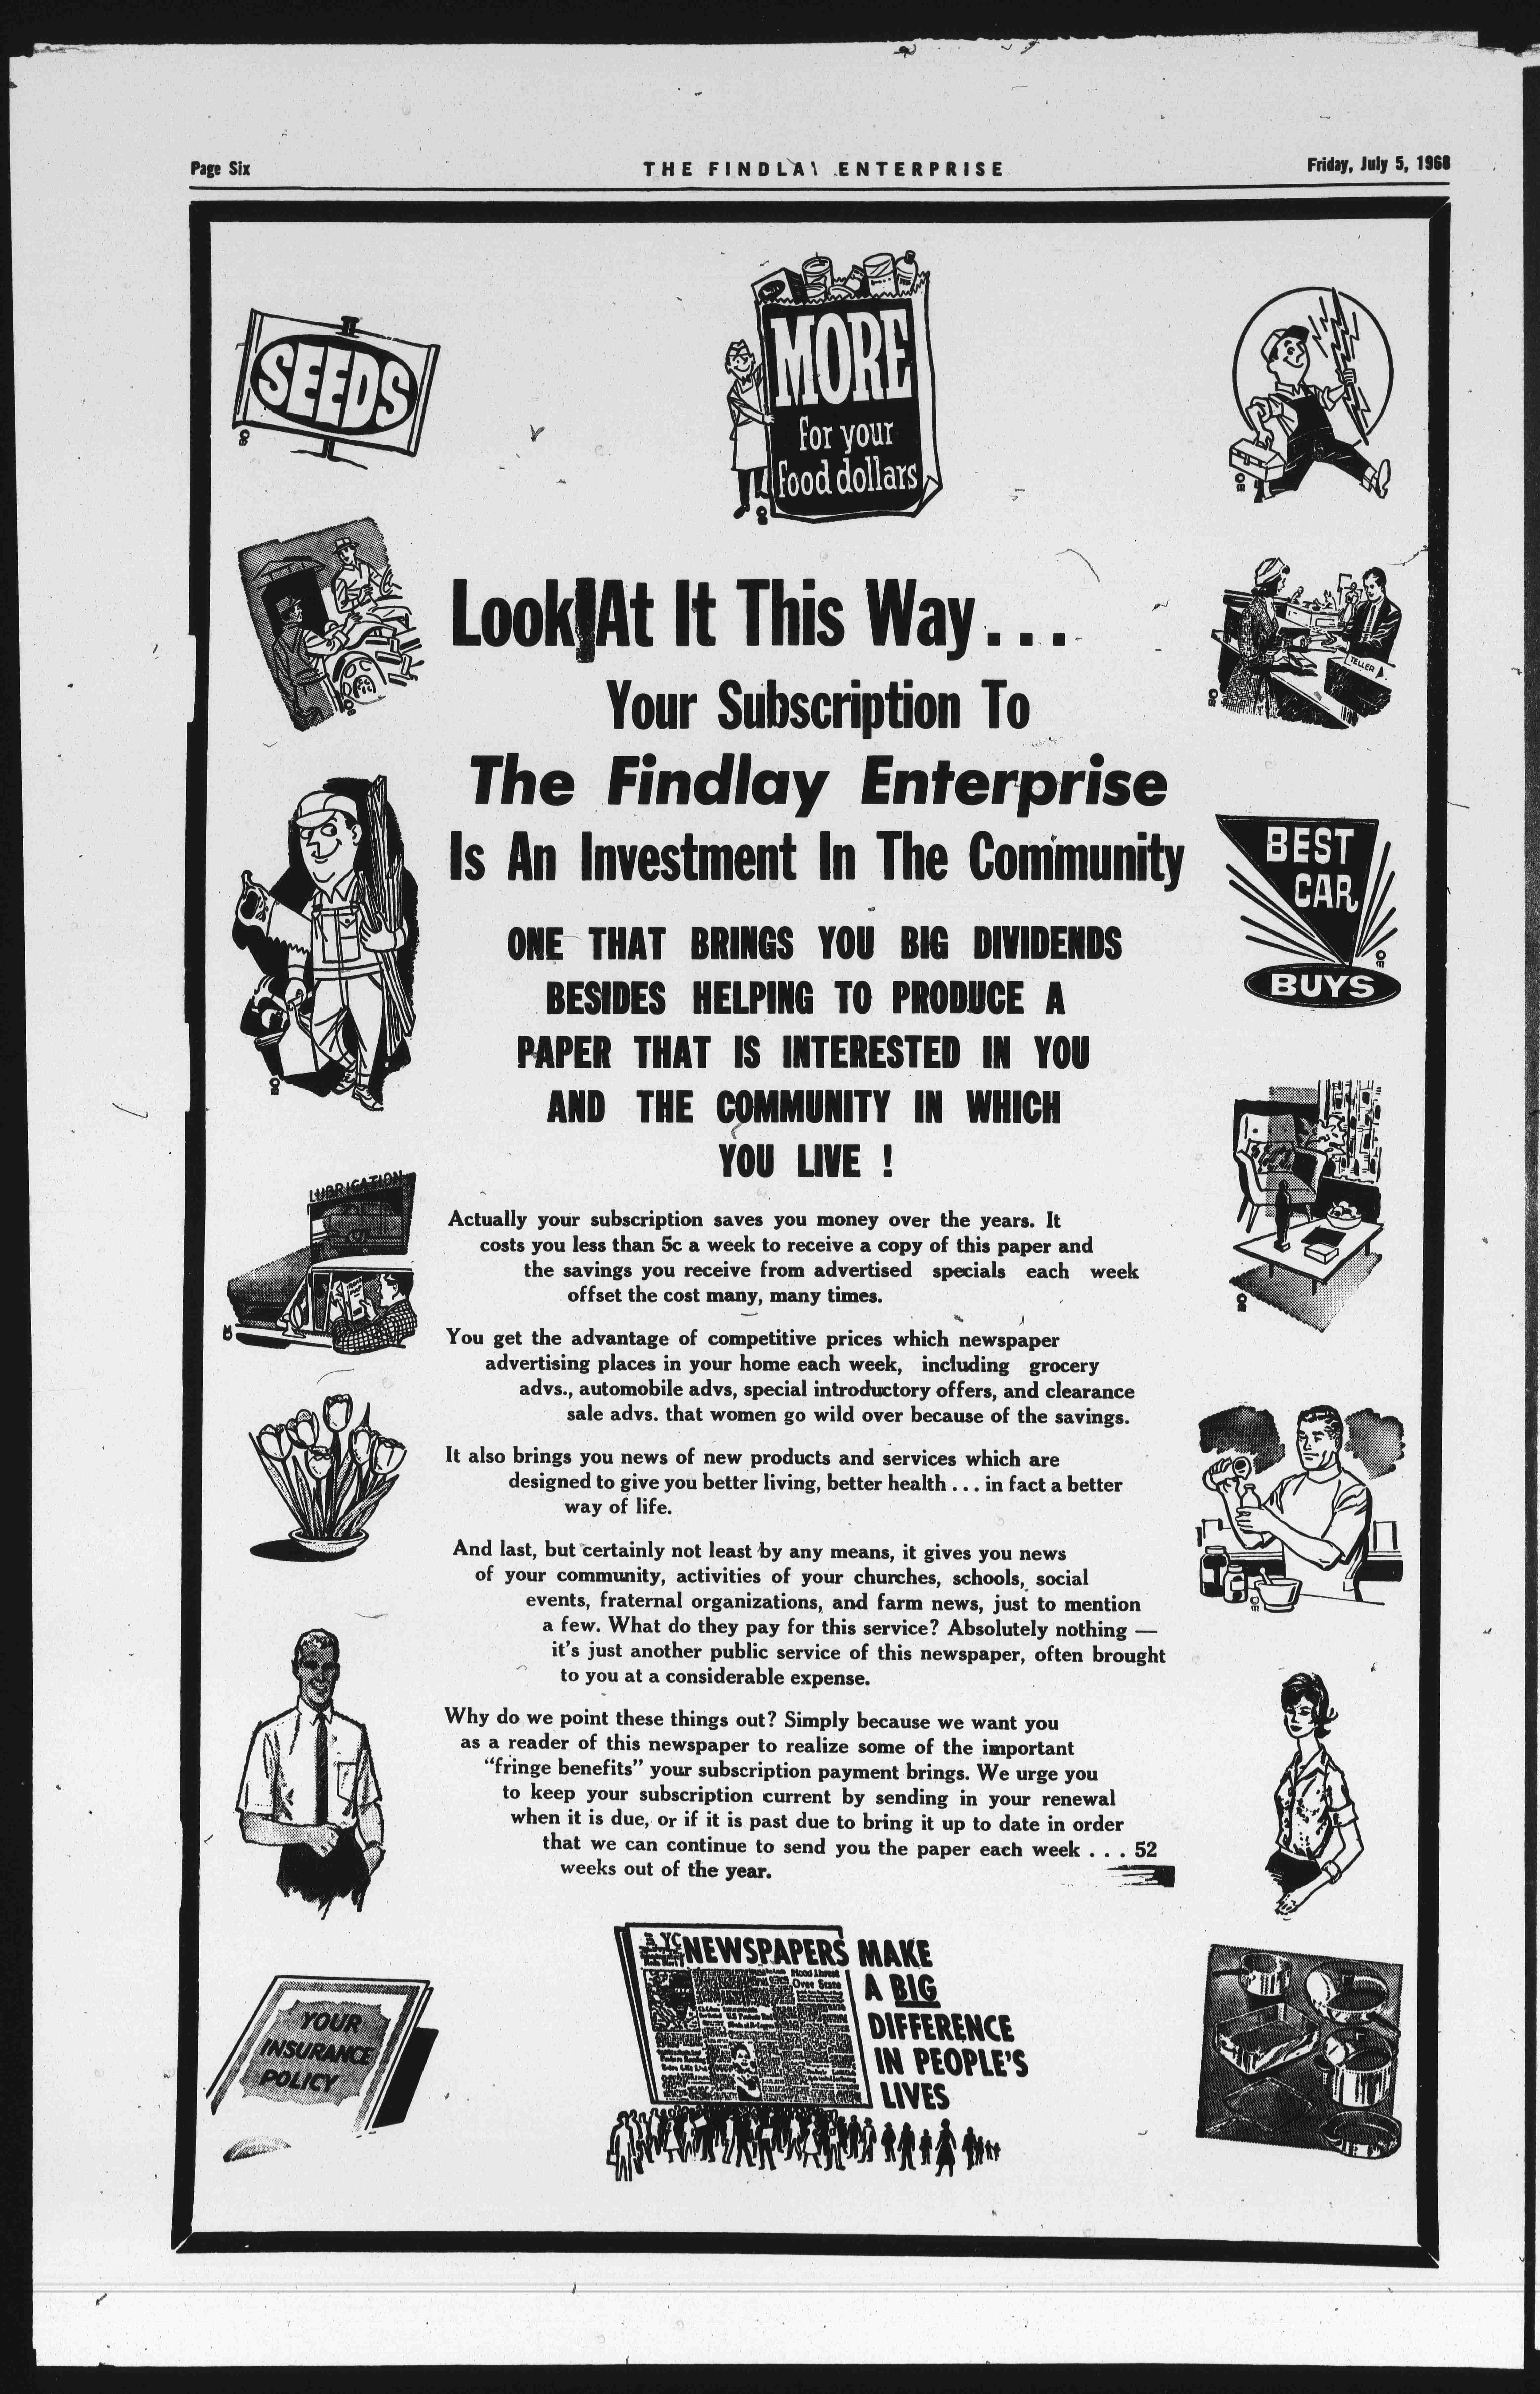 Page Six
THE FINDLAY ENTERPRISE
Friday, July 5, 1968
SEEDS
MORE
for your
food dollars
TELLER
Look At It This Way...
Your Subscription To
The Findlay Enterprise
Is An Investment In The Community
BEST
CAR
BUYS
ONE THAT BRINGS YOU BIG DIVIDENDS
BESIDES HELPING TO PRODUCE A
PAPER THAT IS INTERESTED IN YOU
AND THE COMMUNITY IN WHICH
YOU LIVE !
LUBRICATION
Actually your subscription saves you money over the years. It
costs you less than 5c a week to receive a copy of this paper and
the savings you receive from advertised specials each week
offset the cost many, many times.
You get the advantage of competitive prices which newspaper
advertising places in your home each week, including grocery
advs., automobile advs, special introductory offers, and clearance
sale advs. that women go wild over because of the savings.
It also brings you news of new products and services which are
designed to give you better living, better health ... in fact a better
way of life.
And last, but certainly not least by any means, it gives you news
of your community, activities of your churches, schools, social
events, fraternal organizations, and farm news, just to mention
a few. What do they pay for this service? Absolutely nothing —
it's just another public service of this newspaper, often brought
to you at a considerable expense.
Why do we point these things out? Simply because we want you
as a reader of this newspaper to realize some of the important
"fringe benefits" your subscription payment brings. We urge you
to keep your subscription current by sending in your renewal
when it is due, or if it is past due to bring it up to date in order
that we can continue to send you the paper each week . . . 52
weeks out of the year.
YOUR
INSURANCE
POLICY
NEWSPAPERS MAKE
A BIG
DIFFERENCE
IN PEOPLE'S
LIVES
Over State